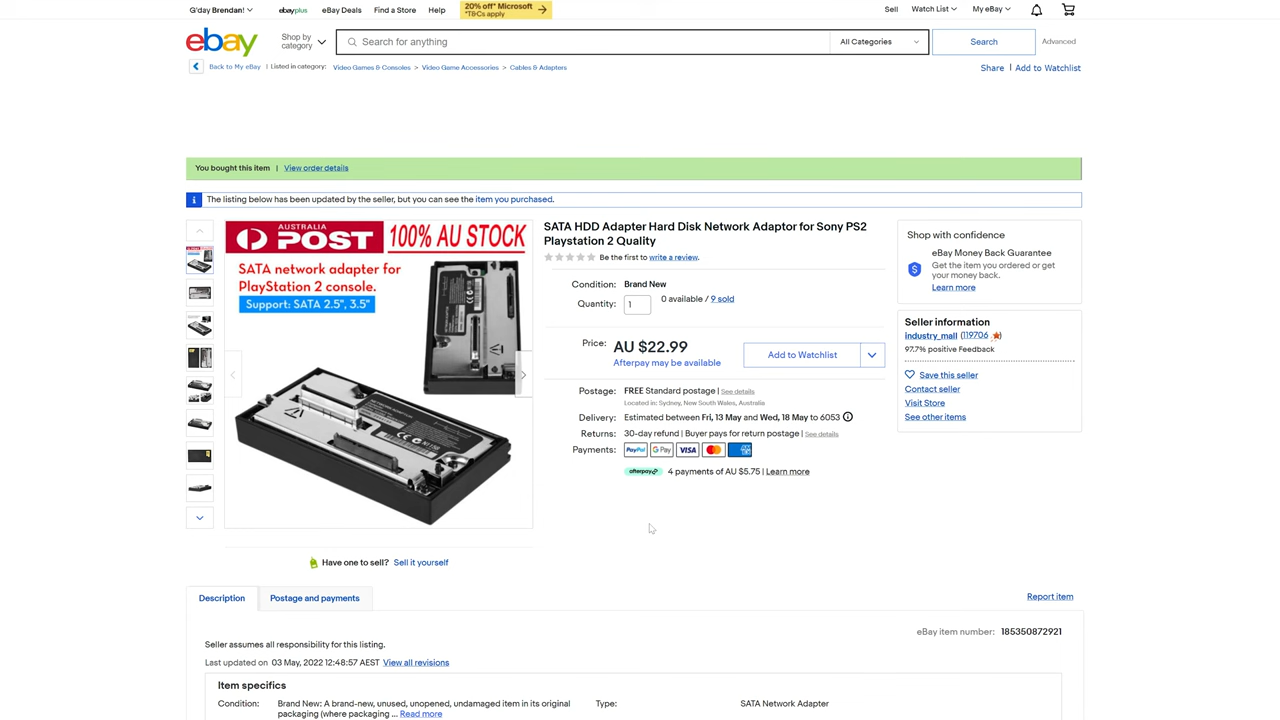 G'day Brendan!
ebayplus
eBay Deals
Find a Store
Help
20% off* Microsoft
*T&Cs apply
Sell
Watch List
My eBay
ebay
Shop by
category
Search for anything
All Categories
Search
Advanced
Back to My eBay | Listed in category: Video Games & Consoles > Video Game Accessories > Cables & Adapters
Share | Add to Watchlist
You bought this item | View order details
The listing below has been updated by the seller, but you can see the item you purchased.
AUSTRALIA
POST
100% AU STOCK
SATA network adapter for
PlayStation 2 console.
Support: SATA 2.5", 3.5"
SATA HDD Adapter Hard Disk Network Adaptor for Sony PS2
Playstation 2 Quality
Be the first to write a review.
Condition: Brand New
Quantity: 1 0 available / 9 sold
Price: AU $22.99
Afterpay may be available
Add to Watchlist
Postage: FREE Standard postage | See details
Located in: Sydney, New South Wales, Australia
Delivery: Estimated between Fri, 13 May and Wed, 18 May to 6053
Returns: 30-day refund | Buyer pays for return postage | See details
Payments: PayPal G Pay VISA
afterpay 4 payments of AU $5.75 | Learn more
Shop with confidence
eBay Money Back Guarantee
Get the item you ordered or get
your money back.
Learn more
Seller information
industry_mall (119706 )
97.7% positive Feedback
Save this seller
Contact seller
Visit Store
See other items
Have one to sell? Sell it yourself
Description
Postage and payments
Report item
eBay item number: 185350872921
Seller assumes all responsibility for this listing.
Last updated on 03 May, 2022 12:48:57 AEST View all revisions
Item specifics
Condition: Brand New: A brand-new, unused, unopened, undamaged item in its original
packaging (where packaging ... Read more
Type: SATA Network Adapter